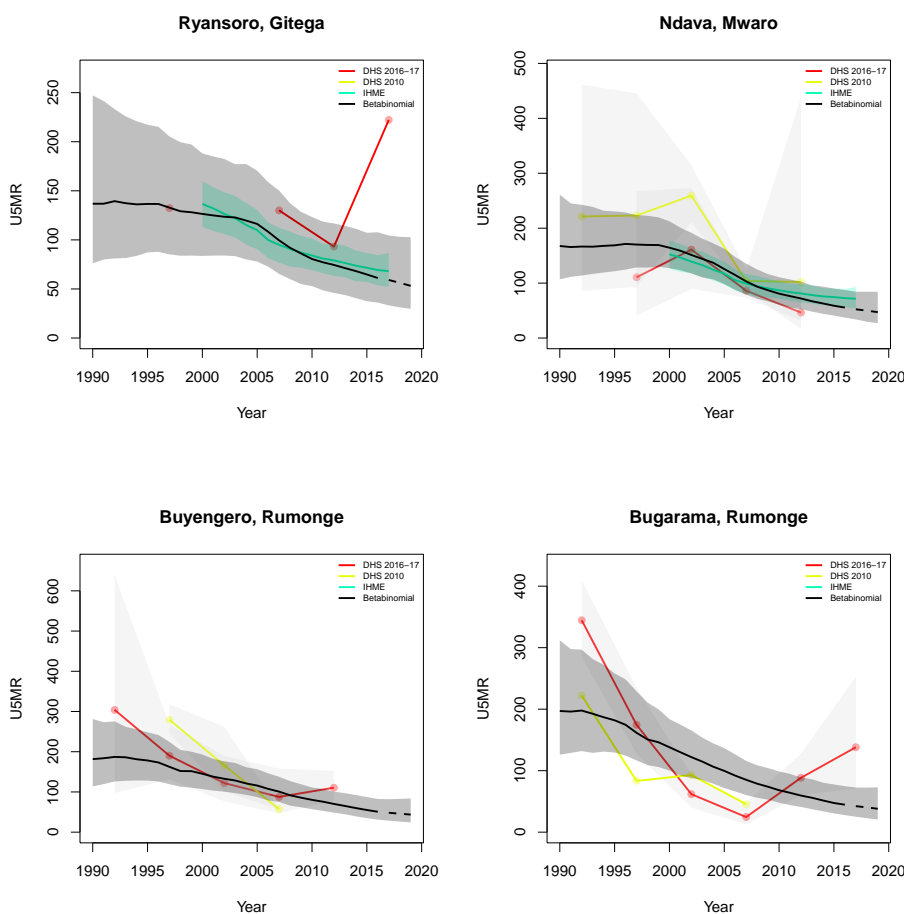 Ryansoro, Gitega
U5MR
250
200
150
100
50
0
DHS 2016−17
DHS 2010
IHME
Betabinomial
1990 1995 2000 2005 2010 2015 2020
Year
Ndava, Mwaro
U5MR
500
400
300
200
100
0
DHS 2016−17
DHS 2010
IHME
Betabinomial
1990 1995 2000 2005 2010 2015 2020
Year
Buyengero, Rumonge
U5MR
600
500
400
300
200
100
0
DHS 2016−17
DHS 2010
IHME
Betabinomial
1990 1995 2000 2005 2010 2015 2020
Year
Bugarama, Rumonge
U5MR
400
300
200
100
0
DHS 2016−17
DHS 2010
IHME
Betabinomial
1990 1995 2000 2005 2010 2015 2020
Year